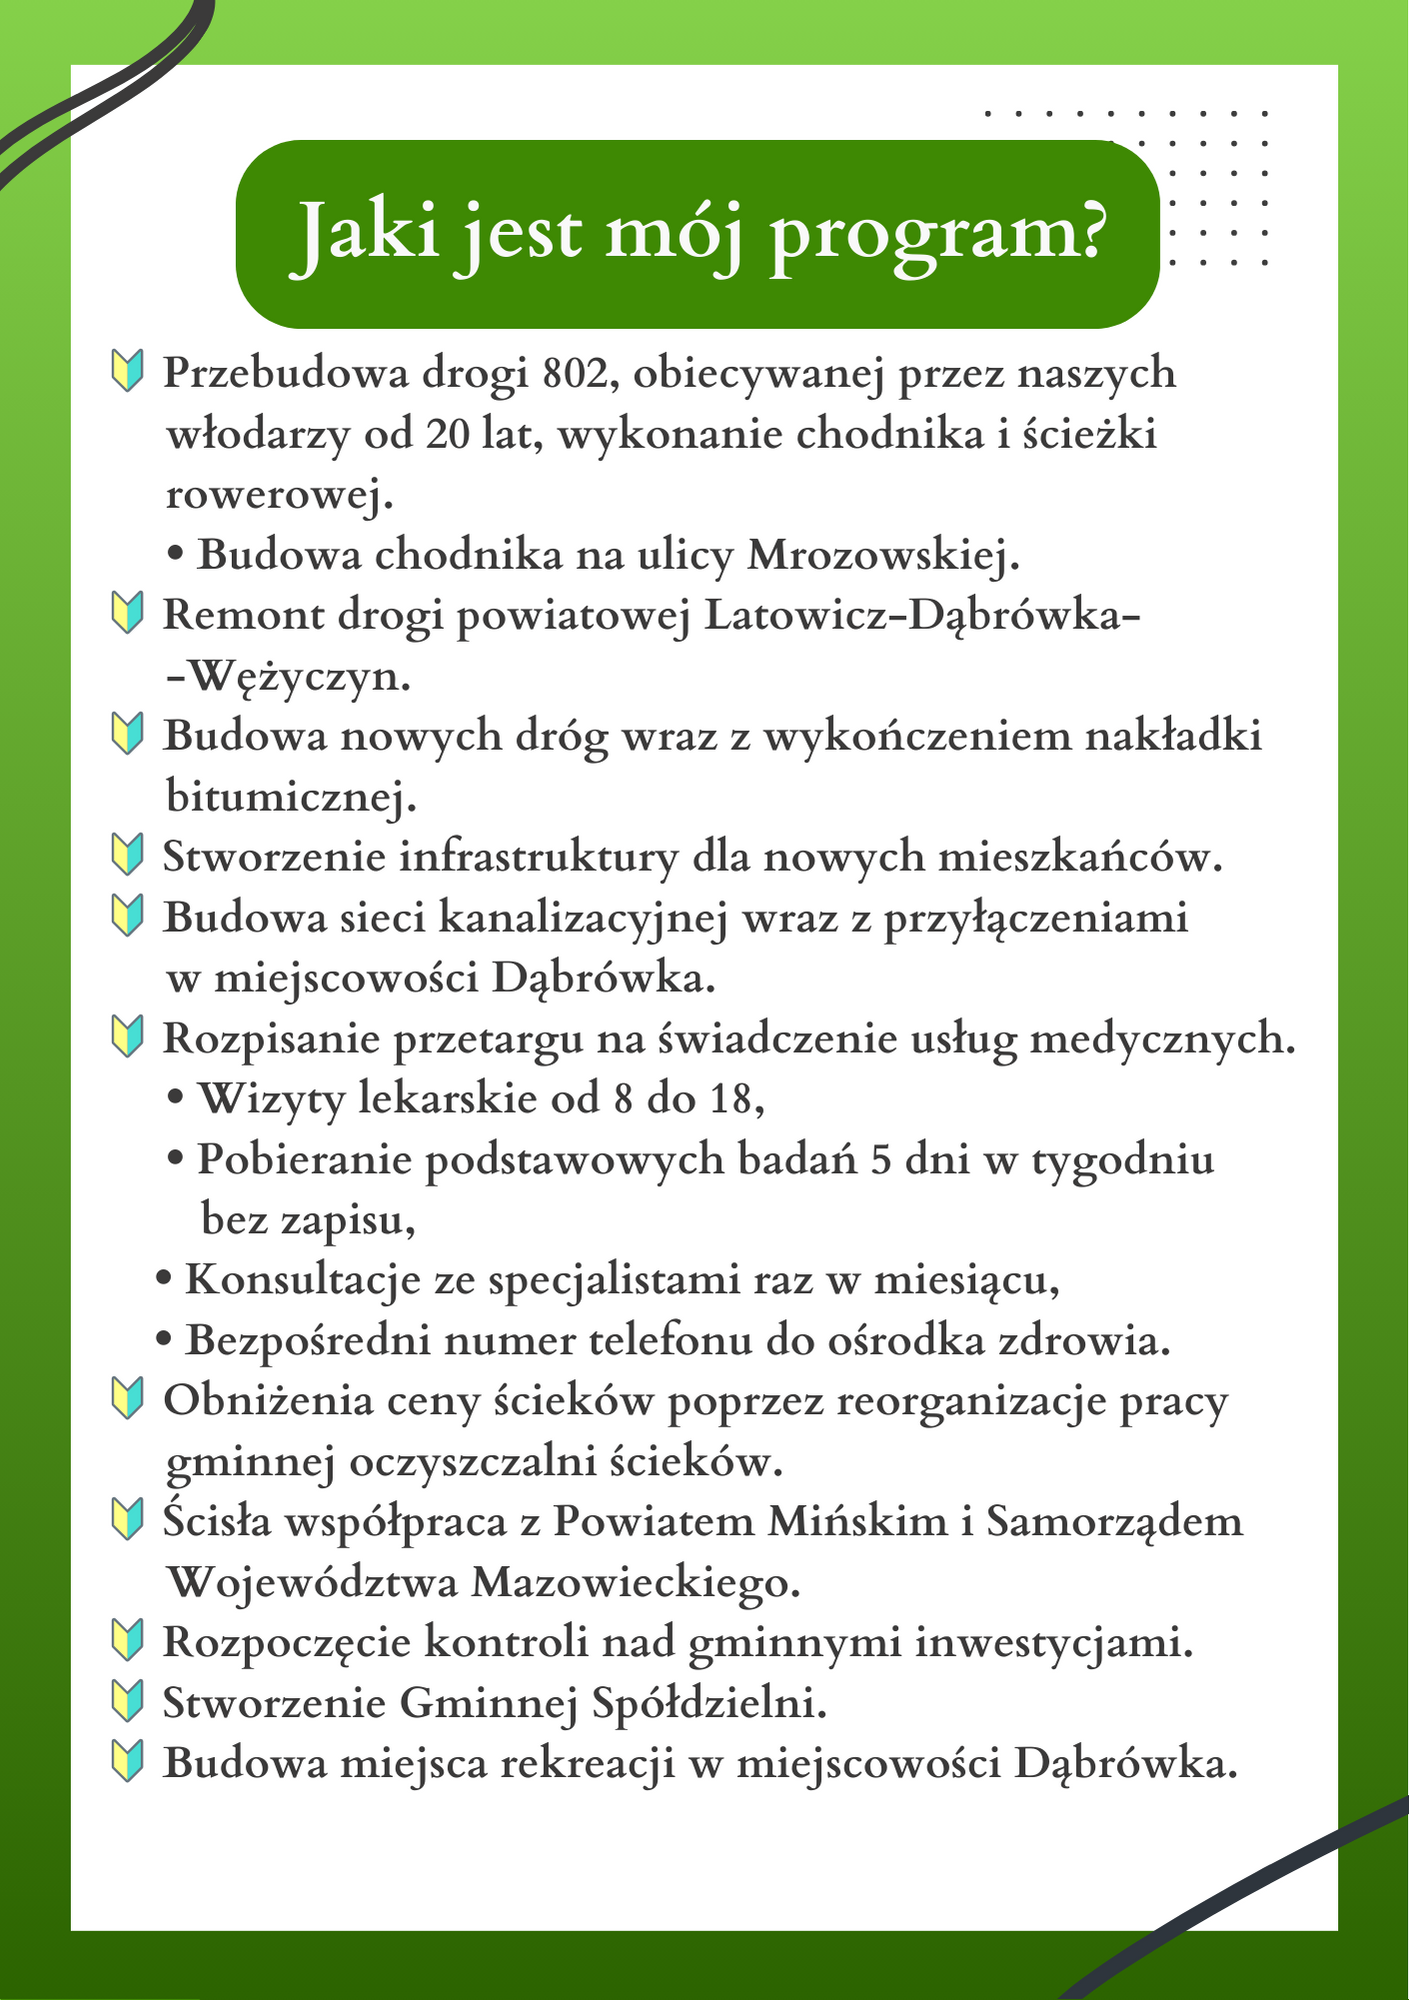 Jaki jest mój program?
🔰 Przebudowa drogi 802, obiecywanej przez naszych
włodarzy od 20 lat, wykonanie chodnika i ścieżki
rowerowej.
• Budowa chodnika na ulicy Mrozowskiej.
🔰 Remont drogi powiatowej Latowicz-Dąbrówka-
-Wężyczyn.
🔰 Budowa nowych dróg wraz z wykończeniem nakładki
bitumicznej.
🔰 Stworzenie infrastruktury dla nowych mieszkańców.
🔰 Budowa sieci kanalizacyjnej wraz z przyłączeniami
w miejscowości Dąbrówka.
🔰 Rozpisanie przetargu na świadczenie usług medycznych.
• Wizyty lekarskie od 8 do 18,
• Pobieranie podstawowych badań 5 dni w tygodniu
bez zapisu,
• Konsultacje ze specjalistami raz w miesiącu,
• Bezpośredni numer telefonu do ośrodka zdrowia.
🔰 Obniżenia ceny ścieków poprzez reorganizacje pracy
gminnej oczyszczalni ścieków.
🔰 Ścisła współpraca z Powiatem Mińskim i Samorządem
Województwa Mazowieckiego.
🔰 Rozpoczęcie kontroli nad gminnymi inwestycjami.
🔰 Stworzenie Gminnej Spółdzielni.
🔰 Budowa miejsca rekreacji w miejscowości Dąbrówka.